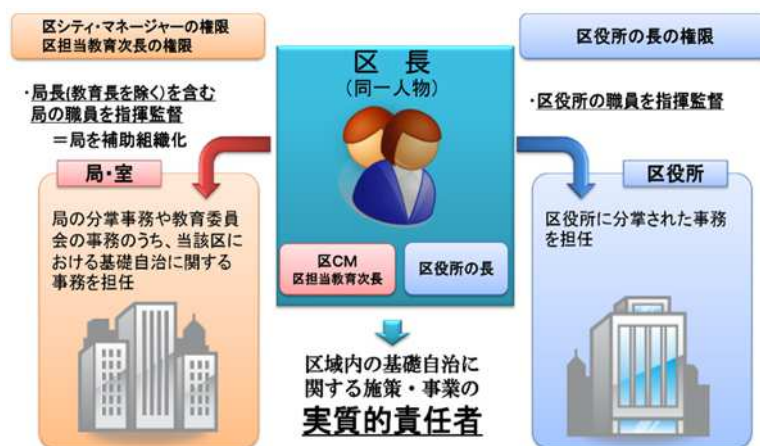 区シティ・マネージャーの権限
区担当教育次長の権限
・局長(教育長を除く)を含む
局の職員を指揮監督
＝局を補助組織化
局・室
局の分掌事務や教育委員
会の事務のうち、当該区に
おける基礎自治に関する
事務を担任
区 長
(同一人物)
区CM
区担当教育次長
区役所の長
区域内の基礎自治に
関する施策・事業の
実質的責任者
区役所の長の権限
・区役所の職員を指揮監督
区役所
区役所に分掌された事務
を担任